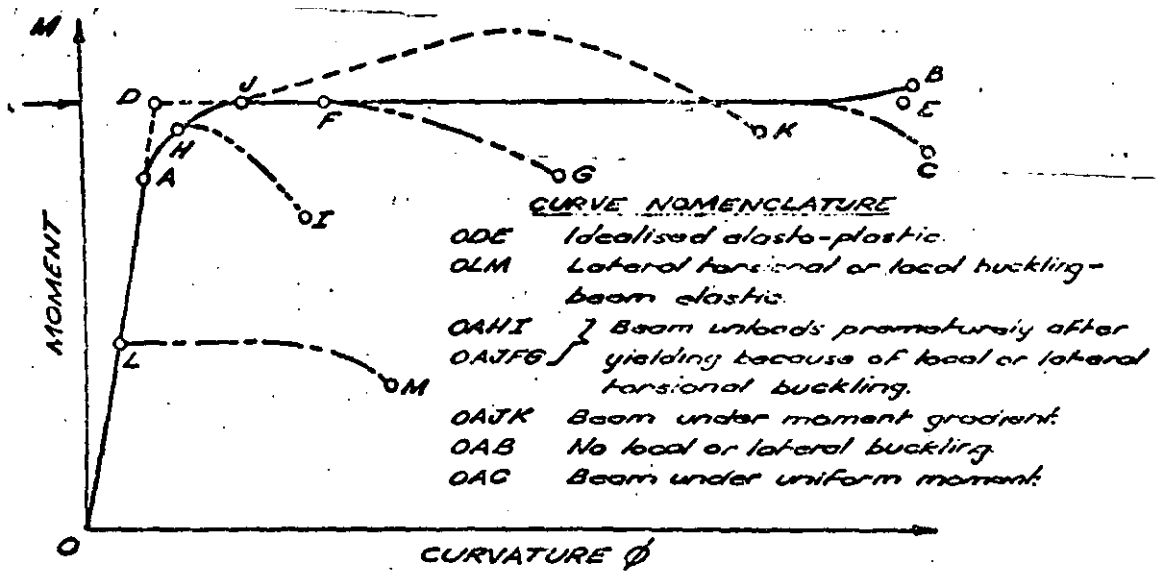 M
B
D
J
E
F
K
H
C
A
G
I
CURVE NOMENCLATURE
ODE Idealised elasto-plastic.
OLM Lateral torsional or local buckling-
beam elastic.
OAHI } Beam unloads prematurely after
OAJFG yielding because of local or lateral
torsional buckling.
OAJK Beam under moment gradient.
OAB No local or lateral buckling
OAC Beam under uniform moment.
MOMENT
L
M
O
CURVATURE φ